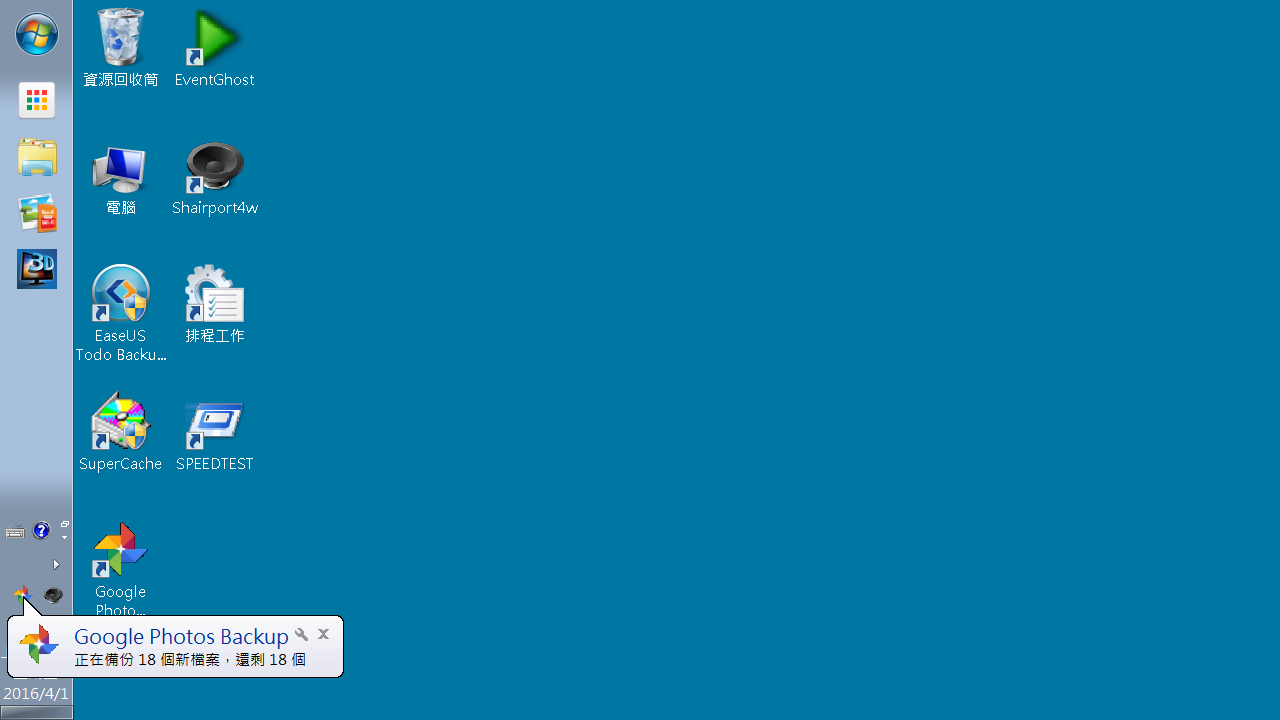 資源回收筒
EventGhost
電腦
Shairport4w
EaseUS
Todo Backu...
排程工作
SuperCache
SPEEDTEST
Google
Photo...
Google Photos Backup
正在備份 18 個新檔案，還剩 18 個
2016/4/1
3D